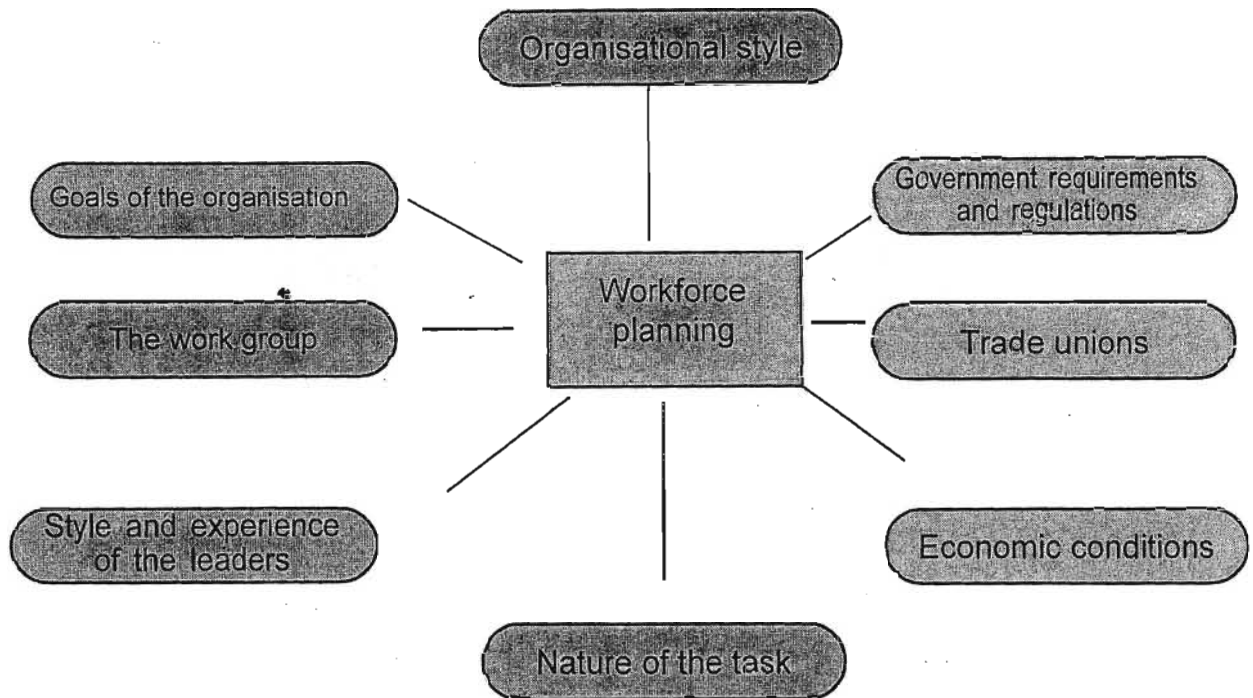 Organisational style
Goals of the organisation
Government requirements
and regulations
Workforce
planning
The work group
Trade unions
Style and experience
of the leaders
Economic conditions
Nature of the task